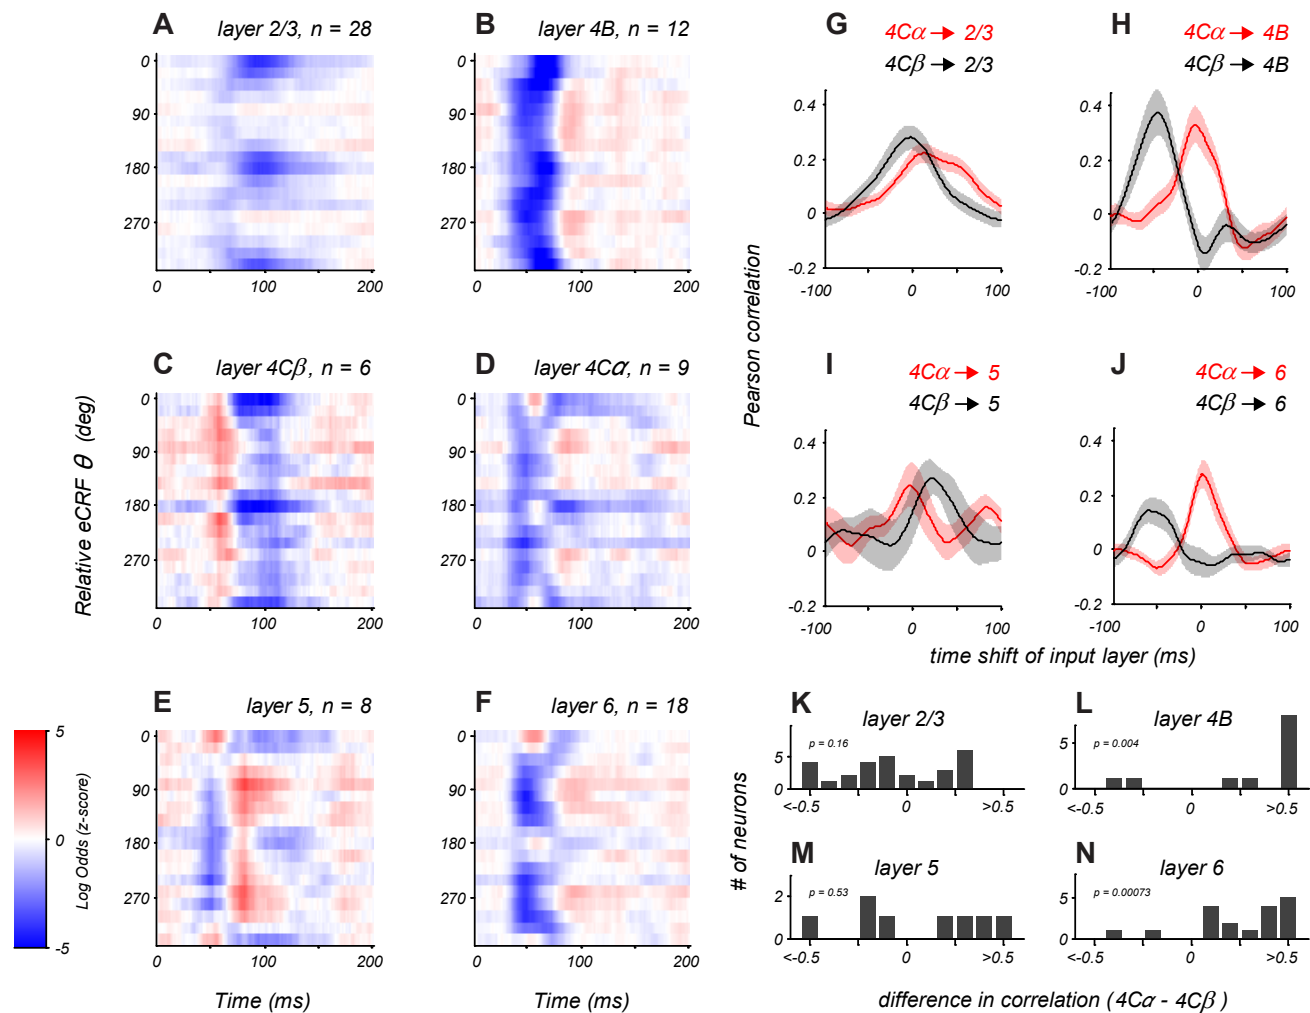 A
layer 2/3, n = 28
0
90
180
270
0
100
200
B
layer 4B, n = 12
0
90
180
270
0
100
200
G
4Cα → 2/3
4Cβ → 2/3
0.4
0.2
0
-0.2
-100
0
100
H
4Cα → 4B
4Cβ → 4B
0.4
0.2
0
-0.2
-100
0
100
C
layer 4Cβ, n = 6
0
90
180
270
0
100
200
D
layer 4Cα, n = 9
0
90
180
270
0
100
200
I
4Cα → 5
4Cβ → 5
0.4
0.2
0
-0.2
-100
0
100
J
4Cα → 6
4Cβ → 6
0.4
0.2
0
-0.2
-100
0
100
Relative eCRF θ (deg)
Pearson correlation
time shift of input layer (ms)
E
layer 5, n = 8
0
90
180
270
0
100
200
Time (ms)
F
layer 6, n = 18
0
90
180
270
0
100
200
Time (ms)
5
0
-5
Log Odds (z-score)
K
layer 2/3
p = 0.16
5
0
<-0.5
0
>0.5
L
layer 4B
p = 0.004
5
0
<-0.5
0
>0.5
M
layer 5
p = 0.53
2
0
<-0.5
0
>0.5
N
layer 6
p = 0.00073
5
0
<-0.5
0
>0.5
# of neurons
difference in correlation (4Cα - 4Cβ)